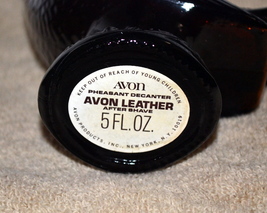 KEEP OUT OF REACH OF YOUNG CHILDREN
AVON
PHEASANT DECANTER
AVON LEATHER
AFTER SHAVE
5 FL. OZ.
AVON PRODUCTS, INC., NEW YORK, N.Y. 10019